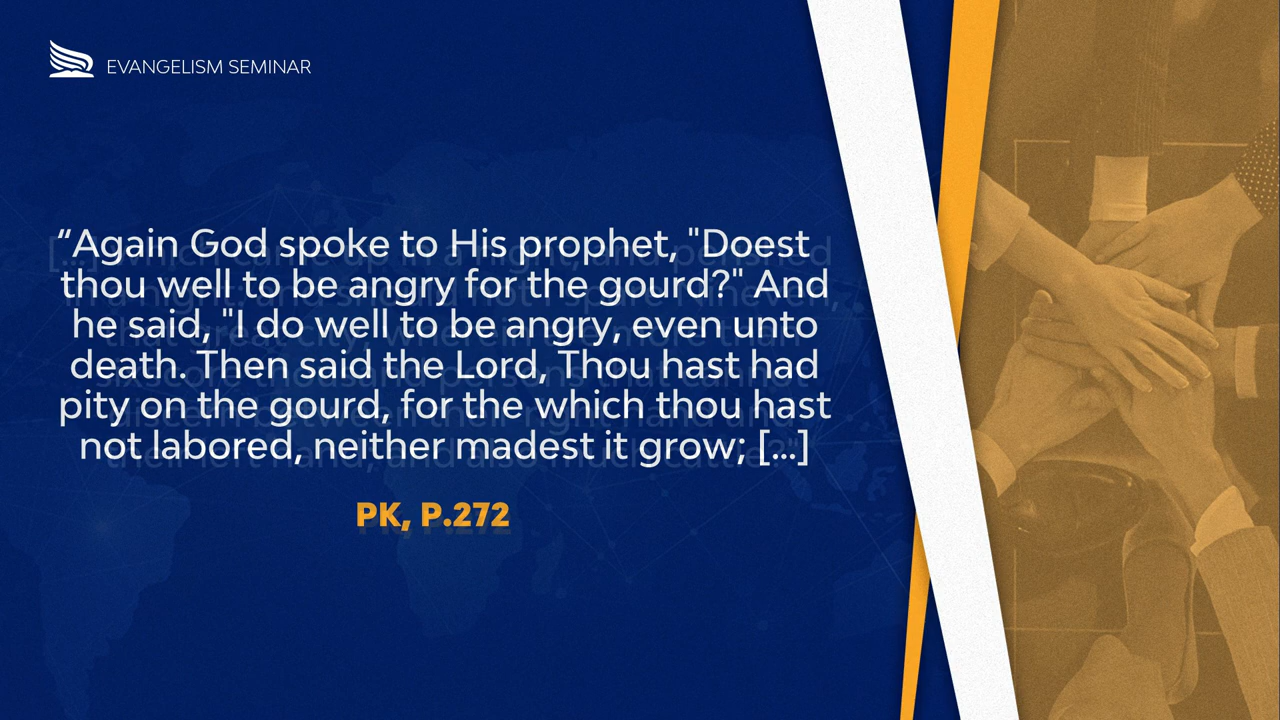 EVANGELISM SEMINAR
“Again God spoke to His prophet, "Doest
thou well to be angry for the gourd?" And
he said, "I do well to be angry, even unto
death. Then said the Lord, Thou hast had
pity on the gourd, for the which thou hast
not labored, neither madest it grow; [...]
PK, P.272